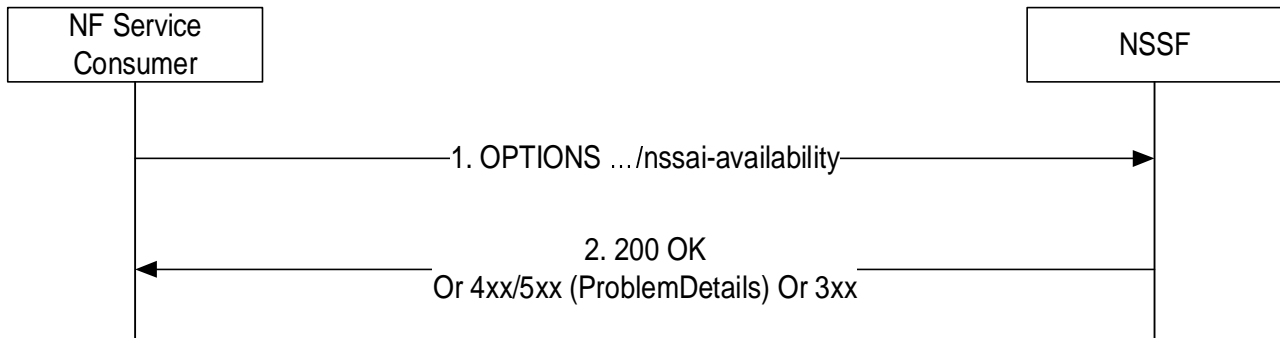 NF Service
Consumer
NSSF
1. OPTIONS …/nssai-availability
2. 200 OK
Or 4xx/5xx (ProblemDetails) Or 3xx